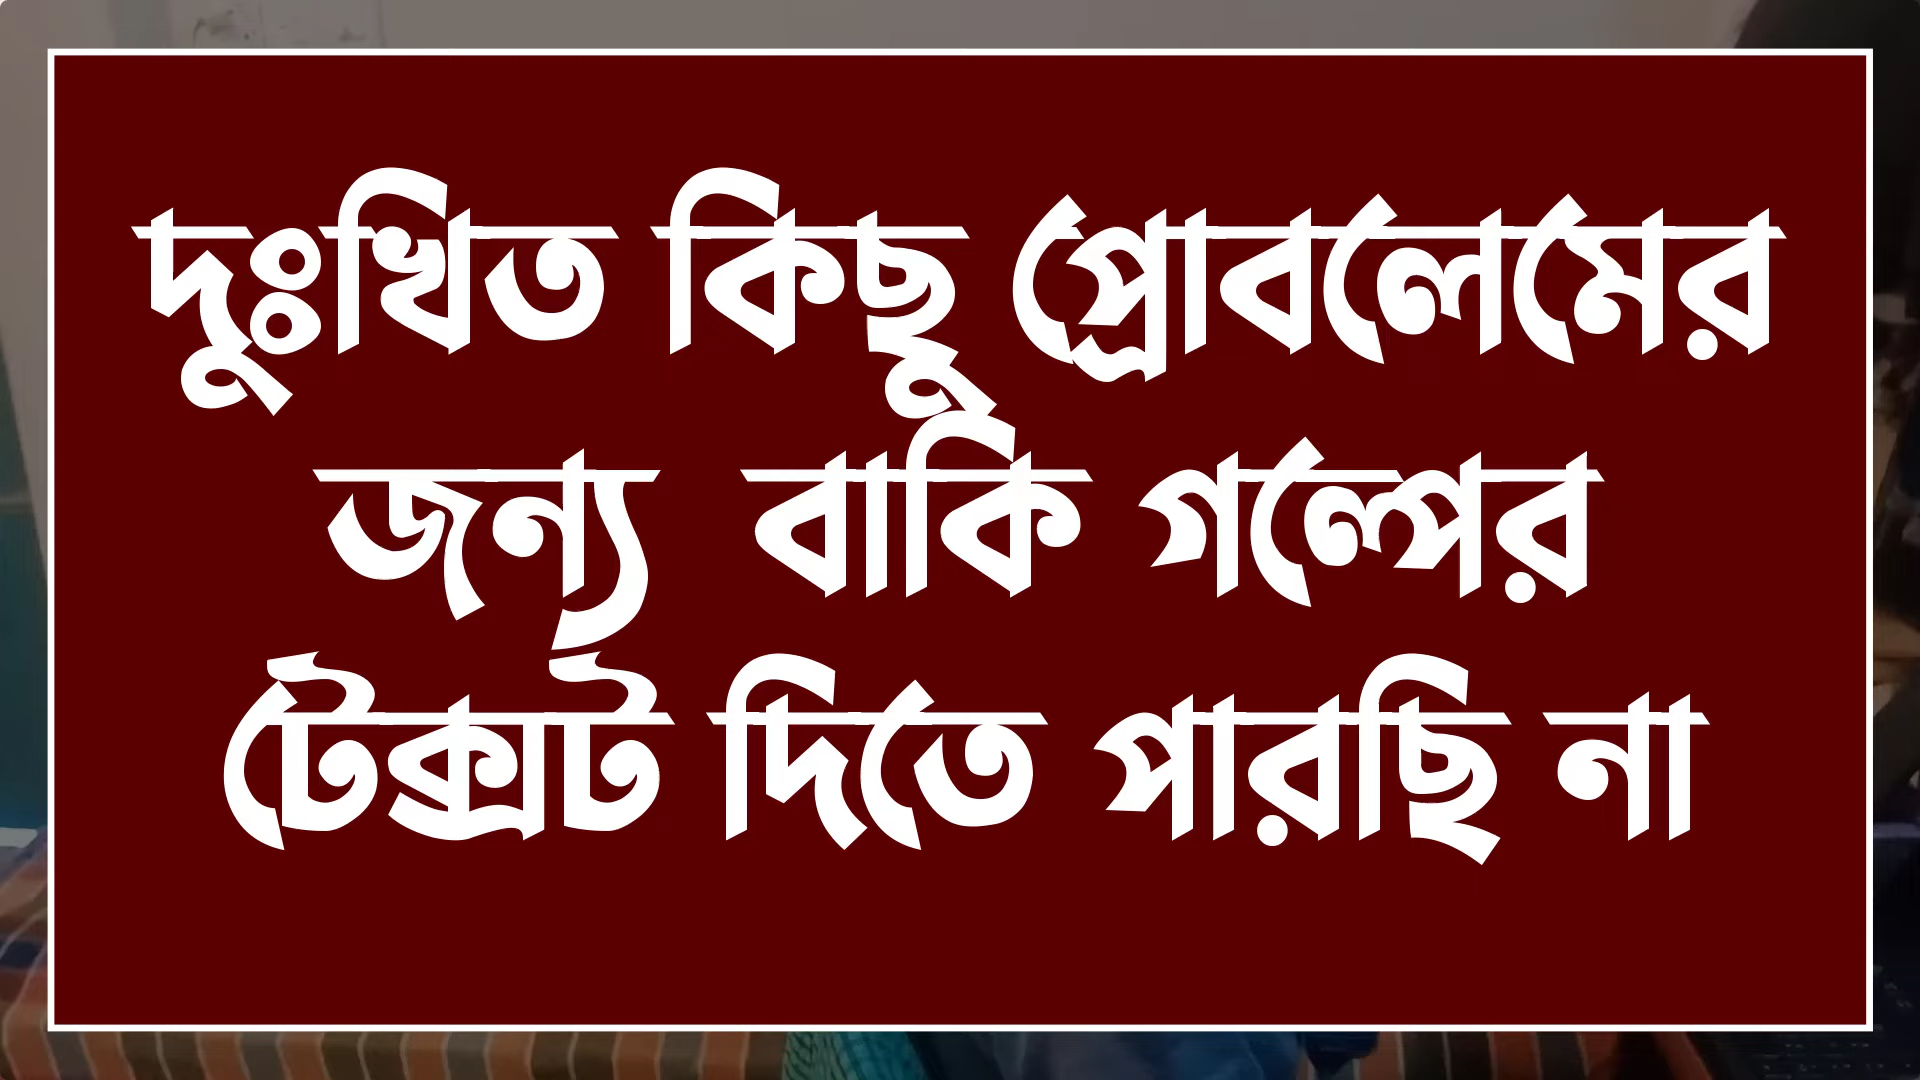 দুঃখিত কিছু প্রোবলেমের
জন্য বাকি গল্পের
টেক্সট দিতে পারছি না